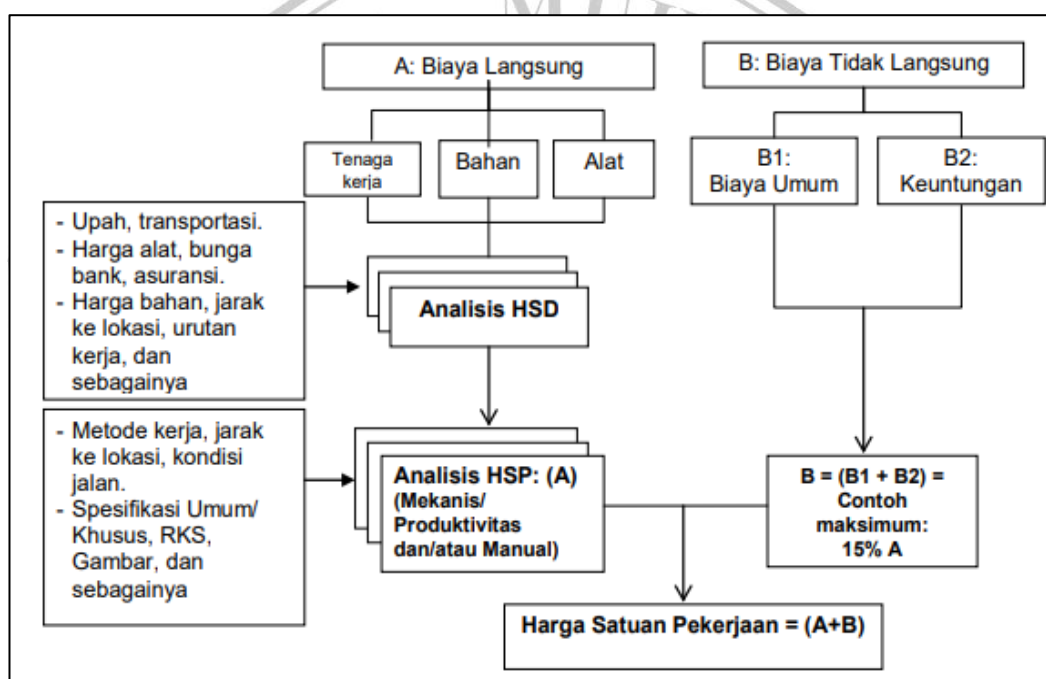 A: Biaya Langsung
B: Biaya Tidak Langsung
Tenaga
kerja
Bahan
Alat
B1:
Biaya Umum
B2:
Keuntungan
- Upah, transportasi.
- Harga alat, bunga
bank, asuransi.
- Harga bahan, jarak
ke lokasi, urutan
kerja, dan
sebagainya
Analisis HSD
- Metode kerja, jarak
ke lokasi, kondisi
jalan.
- Spesifikasi Umum/
Khusus, RKS,
Gambar, dan
sebagainya
Analisis HSP: (A)
(Mekanis/
Produktivitas
dan/atau Manual)
B = (B1 + B2) =
Contoh
maksimum:
15% A
Harga Satuan Pekerjaan = (A+B)